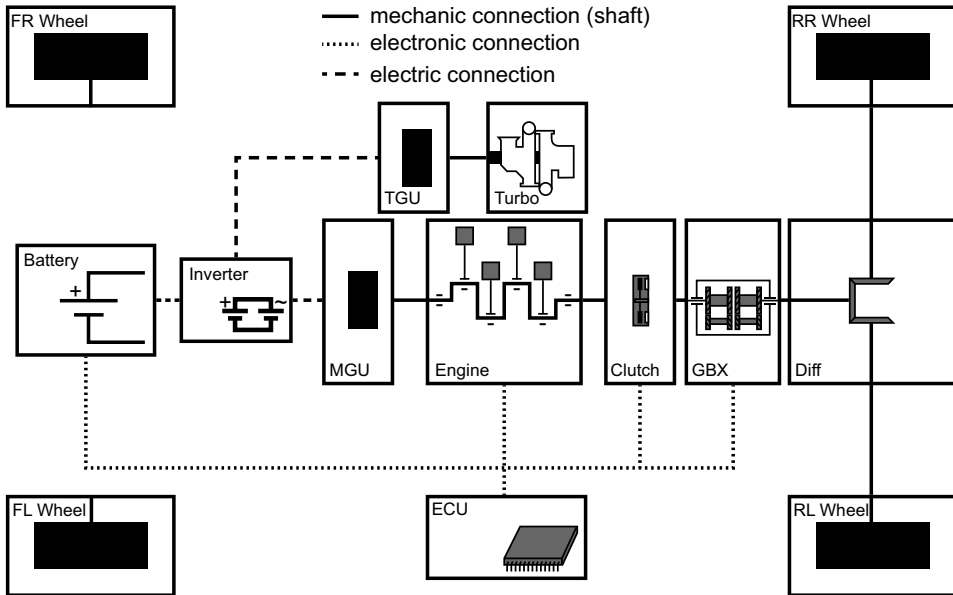 FR Wheel
mechanic connection (shaft)
electronic connection
electric connection
RR Wheel
TGU
Turbo
Battery
+
Inverter
+ ~
MGU
Engine
Clutch
GBX
Diff
FL Wheel
ECU
RL Wheel